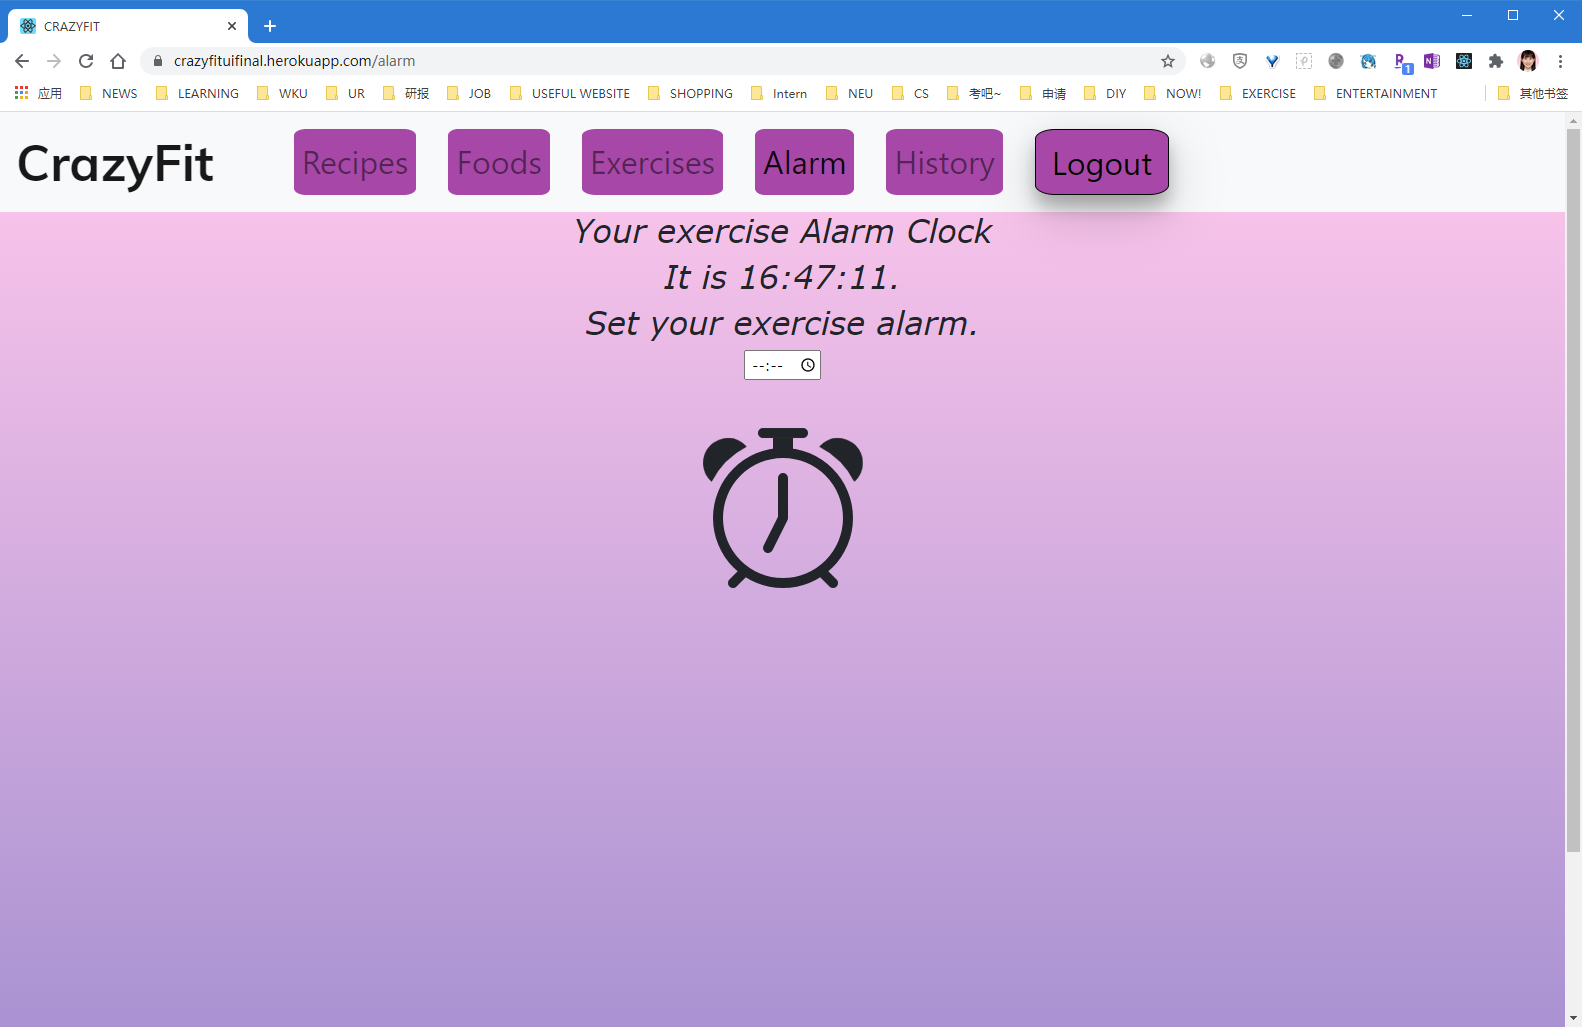 CRAZYFIT
crazyfituifinal.herokuapp.com/alarm
1
应用 NEWS LEARNING WKU UR 研报 JOB USEFUL WEBSITE SHOPPING Intern NEU CS 考吧~ 申请 DIY NOW! EXERCISE ENTERTAINMENT 其他书签
CrazyFit Recipes Foods Exercises Alarm History Logout
Your exercise Alarm Clock
It is 16:47:11.
Set your exercise alarm.
--:--